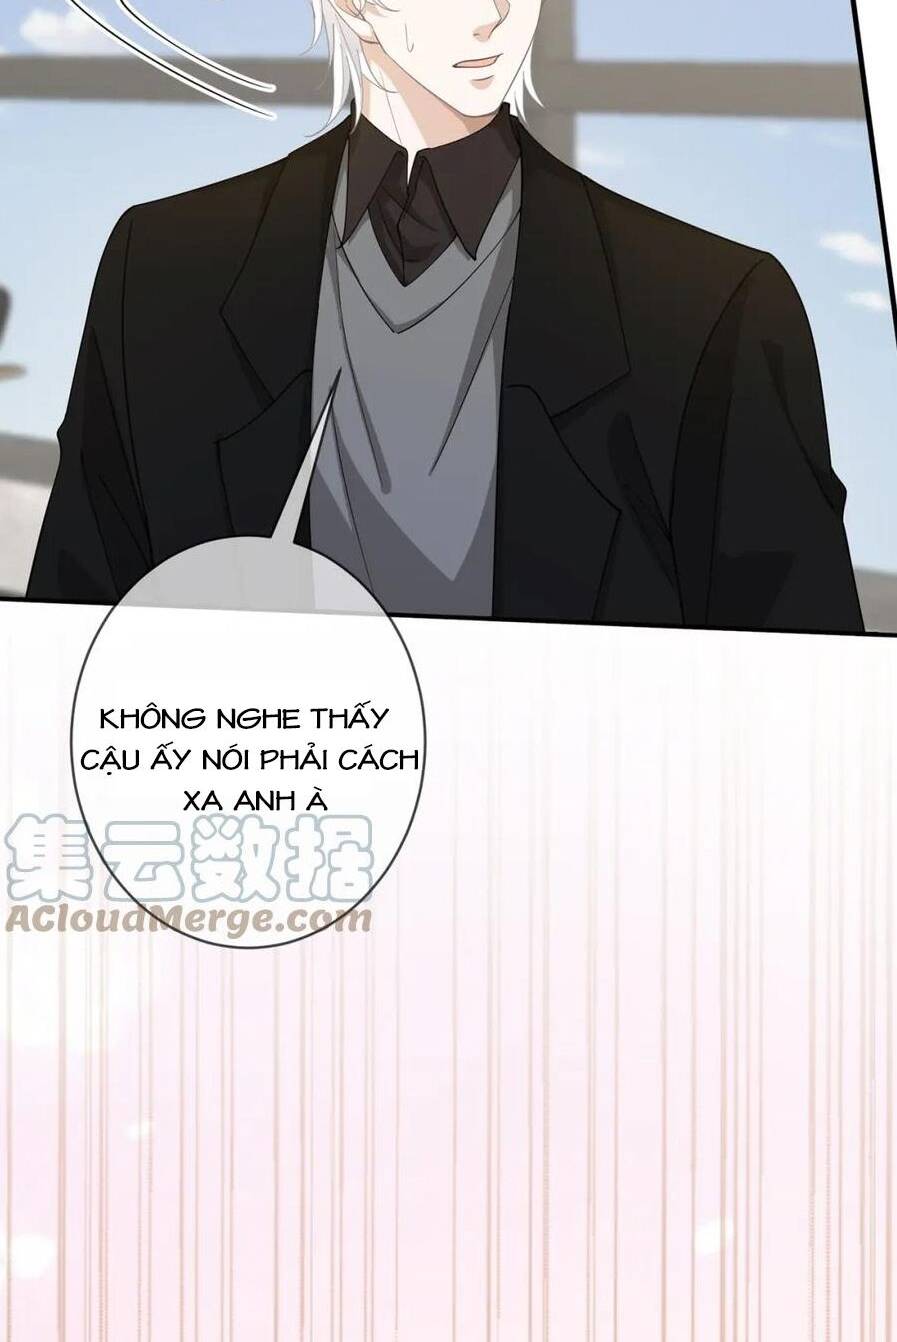 KHÔNG NGHE THẤY
CẬU ẤY NÓI PHẢI CÁCH
XA ANH À
集云数据
ACloudMerge.com